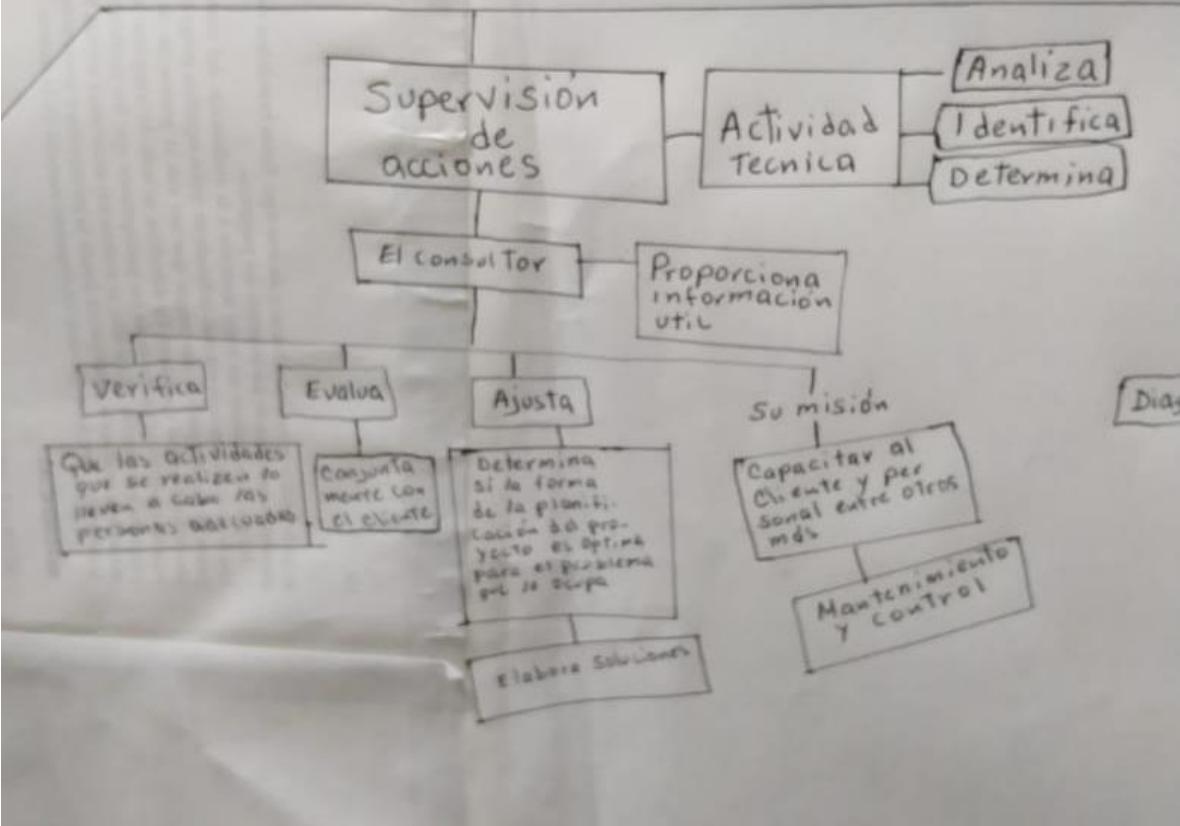 Supervisión
de
acciones
Actividad
Tecnica
Analiza
Identifica
Determina
El consultor
Proporciona
información
util
Verifica
Evalua
Ajusta
Su misión
Diag
Que las actividades
que se realizen lo
lleven a cabo las
personas adecuadas
Conjunta
mente con
el cliente
Determina
si la forma
de la planifi-
cación del pro-
yecto es optima
para el problema
que le ocupa
Capacitar al
Cliente y per
sonal entre otros
más
Elabora soluciones
Mantenimiento
y control